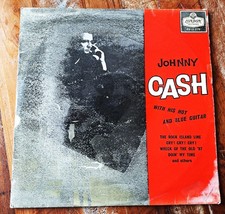 LONDON
JOHNNY
CASH
WITH HIS HOT
AND BLUE GUITAR
THE ROCK ISLAND LINE
CRY! CRY! CRY!
WRECK OF THE OLD '97
DOIN' MY TIME
and others